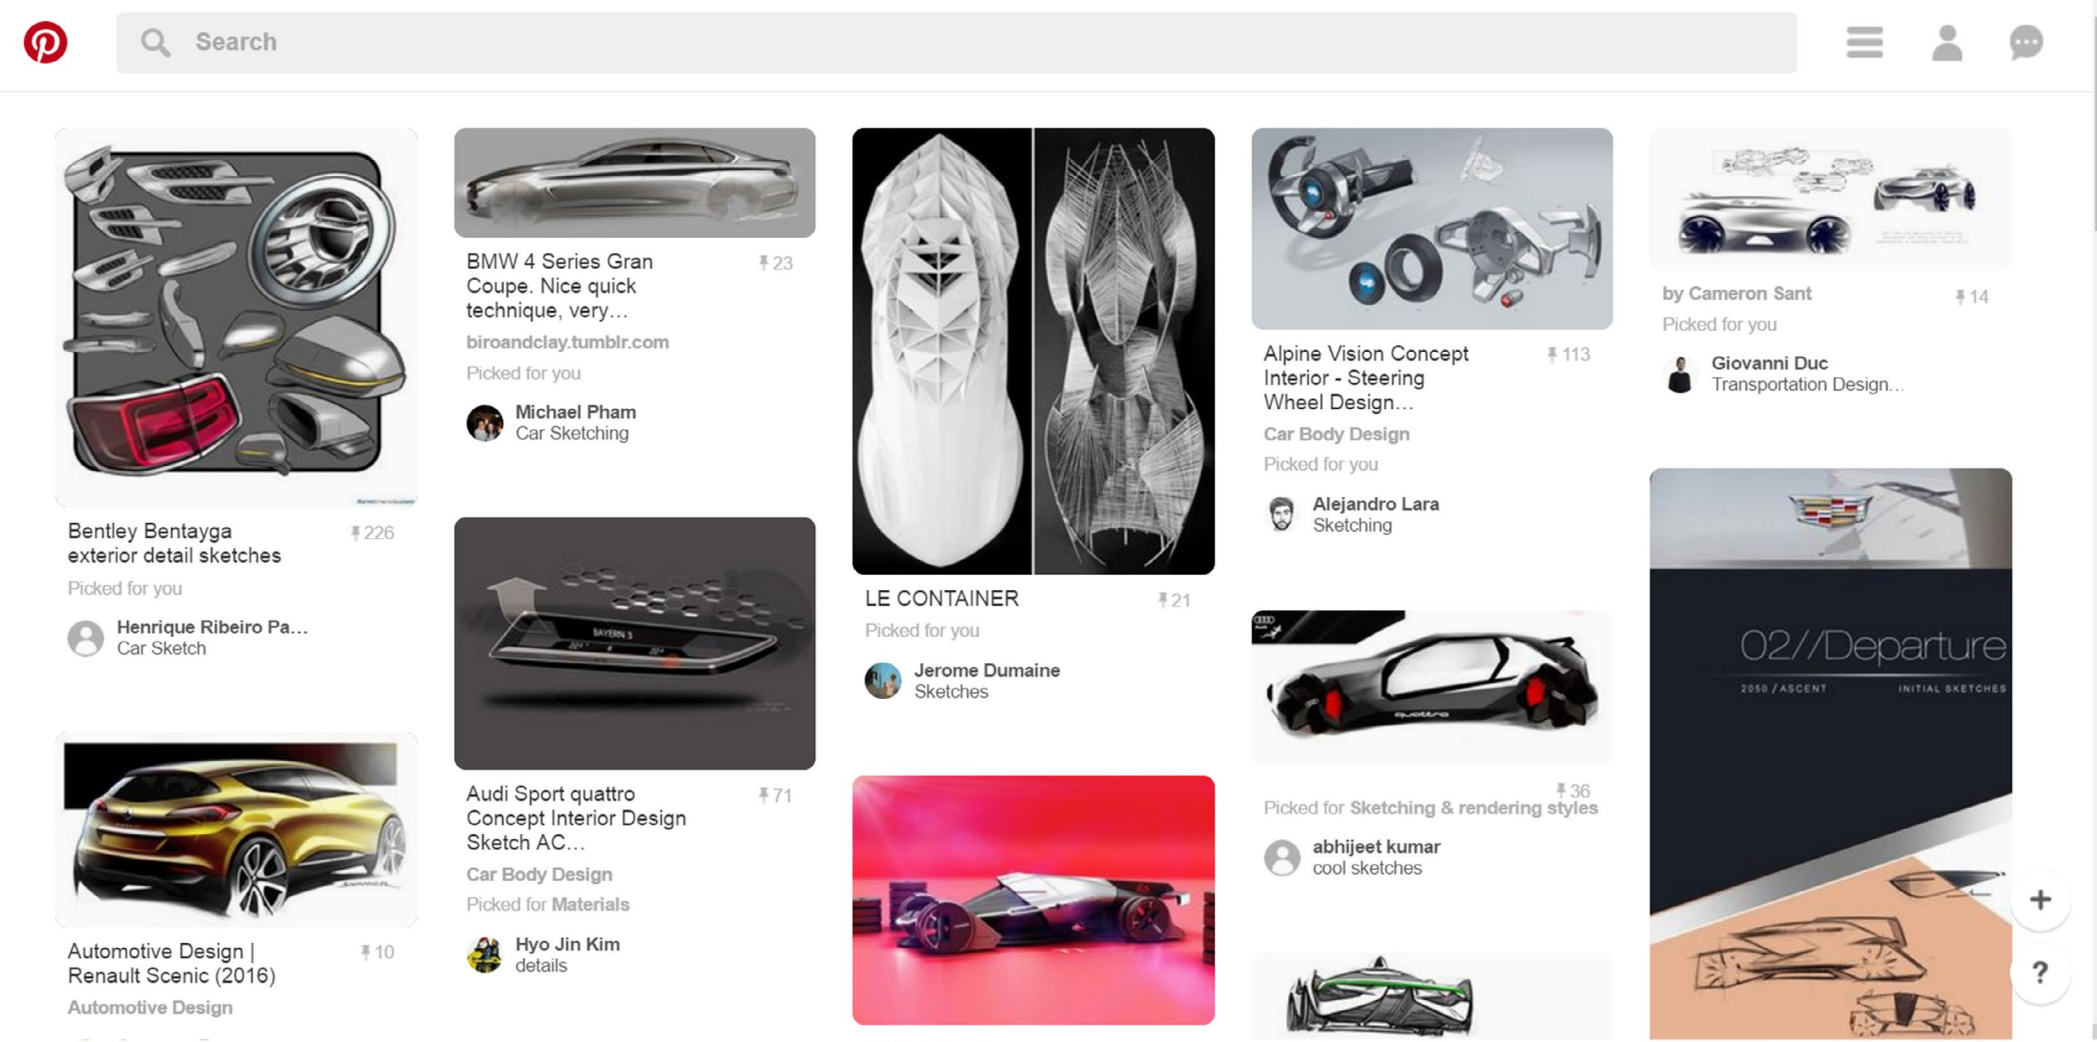 Search
Bentley Bentayga
exterior detail sketches
226
Picked for you
Henrique Ribeiro Pa...
Car Sketch
Automotive Design |
Renault Scenic (2016)
10
Automotive Design
BMW 4 Series Gran
Coupe. Nice quick
technique, very...
23
biroandclay.tumblr.com
Picked for you
Michael Pham
Car Sketching
BAYERN 3
Audi Sport quattro
Concept Interior Design
Sketch AC...
71
Car Body Design
Picked for Materials
Hyo Jin Kim
details
LE CONTAINER
21
Picked for you
Jerome Dumaine
Sketches
Alpine Vision Concept
Interior - Steering
Wheel Design...
113
Car Body Design
Picked for you
Alejandro Lara
Sketching
quattro
36
Picked for Sketching & rendering styles
abhijeet kumar
cool sketches
by Cameron Sant
14
Picked for you
Giovanni Duc
Transportation Design...
02//Departure
2050 / ASCENT
INITIAL SKETCHES
+
?